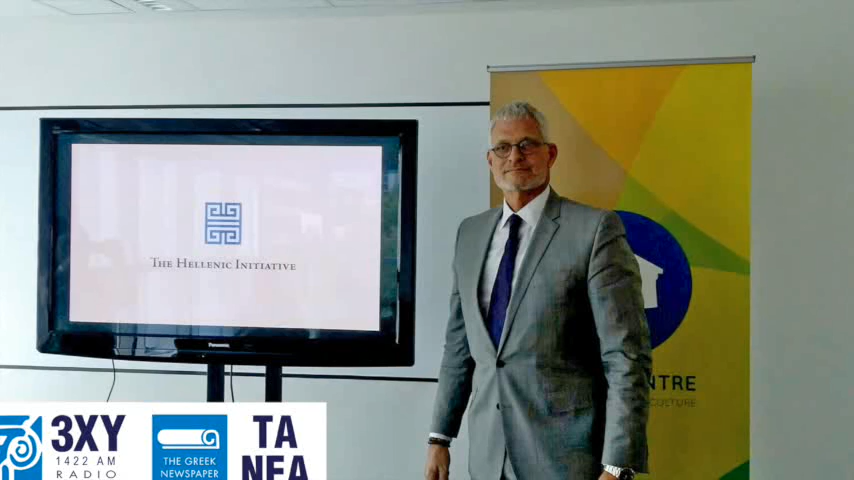 THE HELLENIC INITIATIVE
Panasonic
NTRE
CULTURE
3XY
1422 AM
RADIO
THE GREEK
NEWSPAPER
TA
NEA